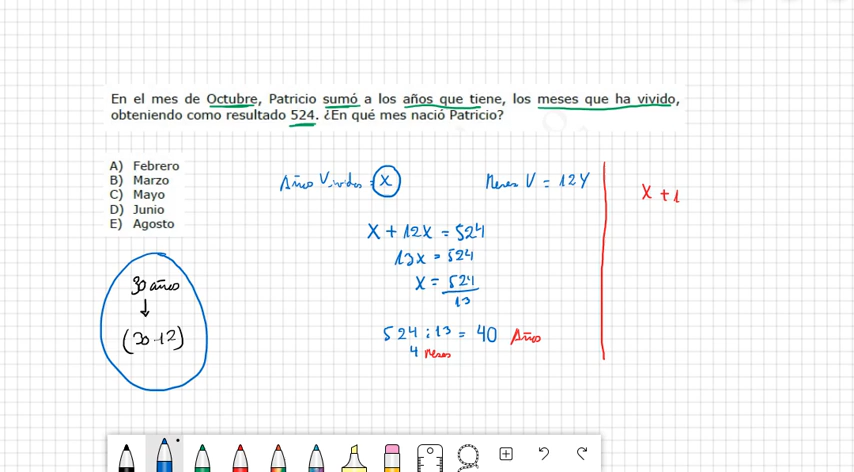 En el mes de Octubre, Patricio sumó a los años que tiene, los meses que ha vivido,
obteniendo como resultado 524. ¿En qué mes nació Patricio?
A) Febrero
B) Marzo
C) Mayo
D) Junio
E) Agosto
Años Vividos = X
Meses V = 12Y
X + 12X = 524
13X = 524
X = 524
13
524 : 13 = 40 Años
4 Meses
X + 1
30 años
↓
(30·12)